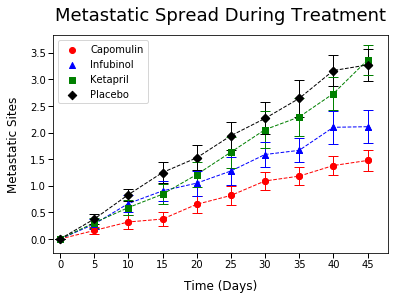 Metastatic Spread During Treatment
Metastatic Sites
3.5
3.0
2.5
2.0
1.5
1.0
0.5
0.0
Capomulin
Infubinol
Ketapril
Placebo
0 5 10 15 20 25 30 35 40 45
Time (Days)